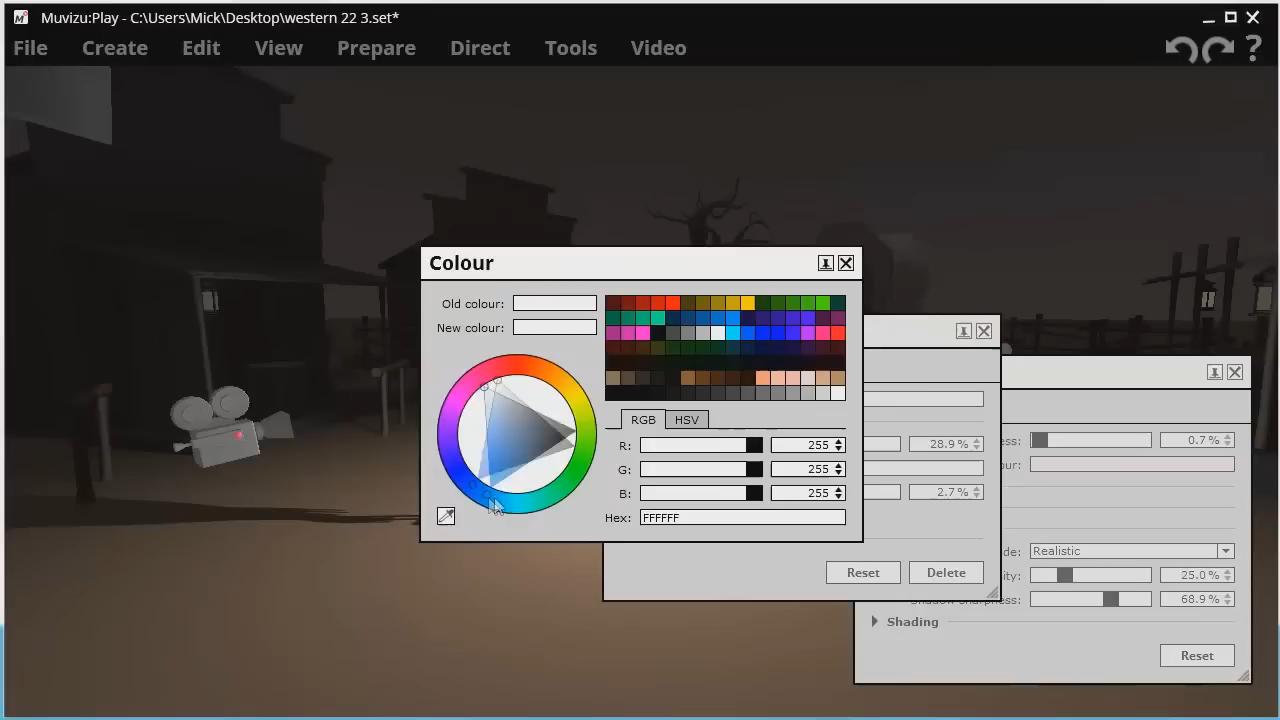 Muvizu:Play - C:\Users\Mick\Desktop\western 22 3.set*
File Create Edit View Prepare Direct Tools Video ?
Colour
Old colour:
New colour:
RGB HSV
R: 255
G: 255
B: 255
Hex: FFFFFF
28.9 %
2.7 %
Reset Delete
0.7 %
Realistic
25.0 %
68.9 %
Shading
Reset